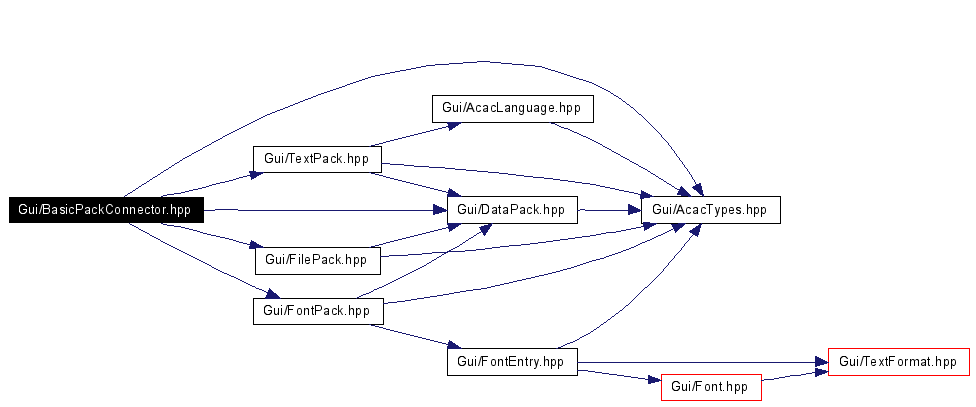 Gui/AcacLanguage.hpp
Gui/TextPack.hpp
Gui/BasicPackConnector.hpp
Gui/DataPack.hpp
Gui/AcacTypes.hpp
Gui/FilePack.hpp
Gui/FontPack.hpp
Gui/FontEntry.hpp
Gui/TextFormat.hpp
Gui/Font.hpp